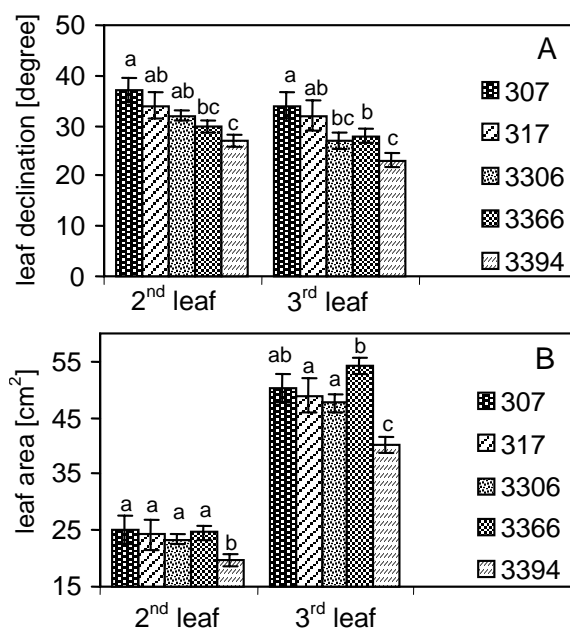 50
40
30
20
10
0
leaf declination [degree]
a ab ab bc c
a ab bc b c
A
307
317
3306
3366
3394
2nd leaf 3rd leaf
55
45
35
25
15
leaf area [cm2]
a a a a b
ab a a b c
B
307
317
3306
3366
3394
2nd leaf 3rd leaf